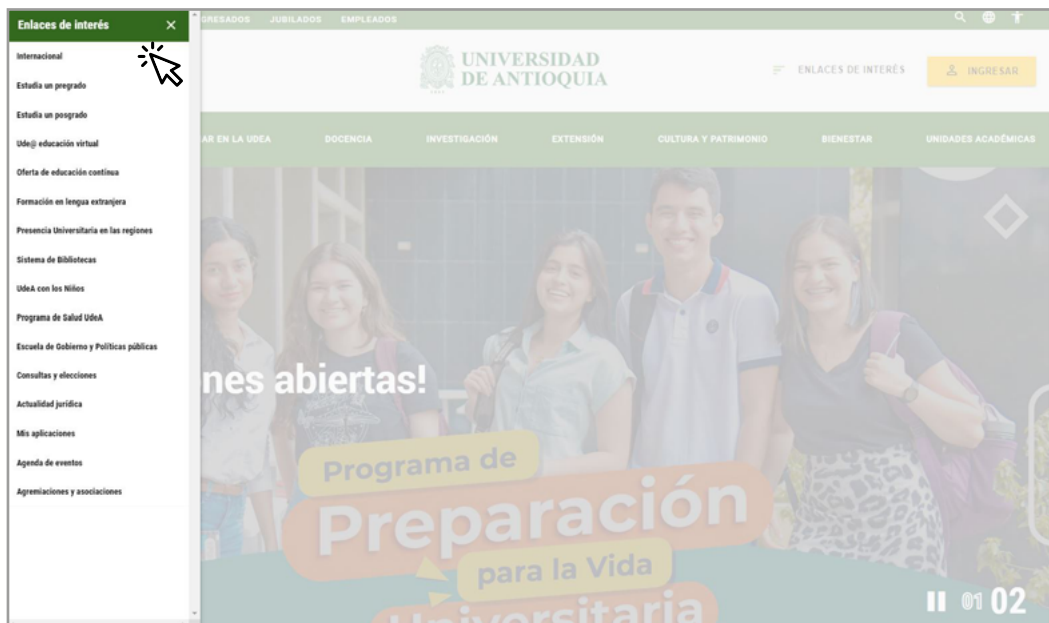 Enlaces de interés
GRESADOS JUBILADOS EMPLEADOS
Internacional
Estudia un pregrado
Estudia un posgrado
Ude@ educación virtual
Oferta de educación continua
Formación en lengua extranjera
Presencia Universitaria en las regiones
Sistema de Bibliotecas
UdeA con los Niños
Programa de Salud UdeA
Escuela de Gobierno y Políticas públicas
Consultas y elecciones
Actualidad jurídica
Mis aplicaciones
Agenda de eventos
Agremiaciones y asociaciones
UNIVERSIDAD
DE ANTIOQUIA
ENLACES DE INTERÉS
INGRESAR
AR EN LA UDEA DOCENCIA INVESTIGACIÓN EXTENSIÓN CULTURA Y PATRIMONIO BIENESTAR UNIDADES ACADÉMICAS
nes abiertas!
Programa de
Preparación
para la Vida
Universitaria
01 02